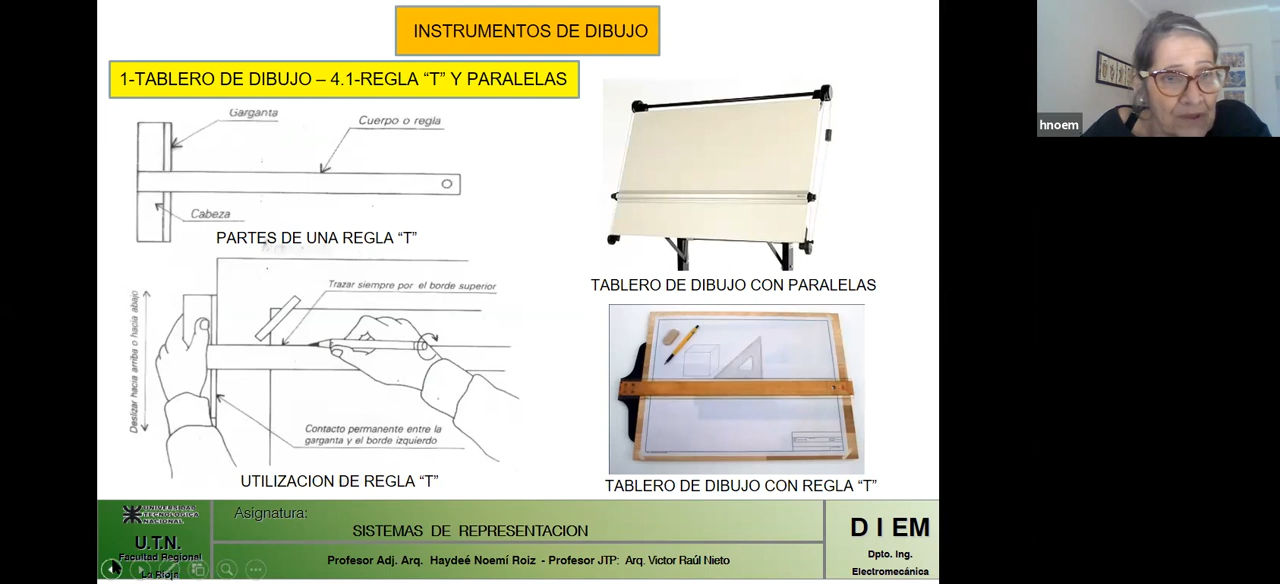 INSTRUMENTOS DE DIBUJO
1-TABLERO DE DIBUJO – 4.1-REGLA “T” Y PARALELAS
Garganta
Cuerpo o regla
Cabeza
PARTES DE UNA REGLA “T”
Trazar siempre por el borde superior
Deslizar hacia arriba o hacia abajo
Contacto permanente entre la
garganta y el borde izquierdo
UTILIZACION DE REGLA “T”
TABLERO DE DIBUJO CON PARALELAS
TABLERO DE DIBUJO CON REGLA “T”
hnoem
UNIVERSIDAD
TECNOLÓGICA
NACIONAL
U.T.N.
Facultad Regional
La Rioja
Asignatura:
SISTEMAS DE REPRESENTACION
Profesor Adj. Arq. Haydeé Noemí Roiz - Profesor JTP: Arq. Victor Raúl Nieto
D I EM
Dpto. Ing.
Electromecánica